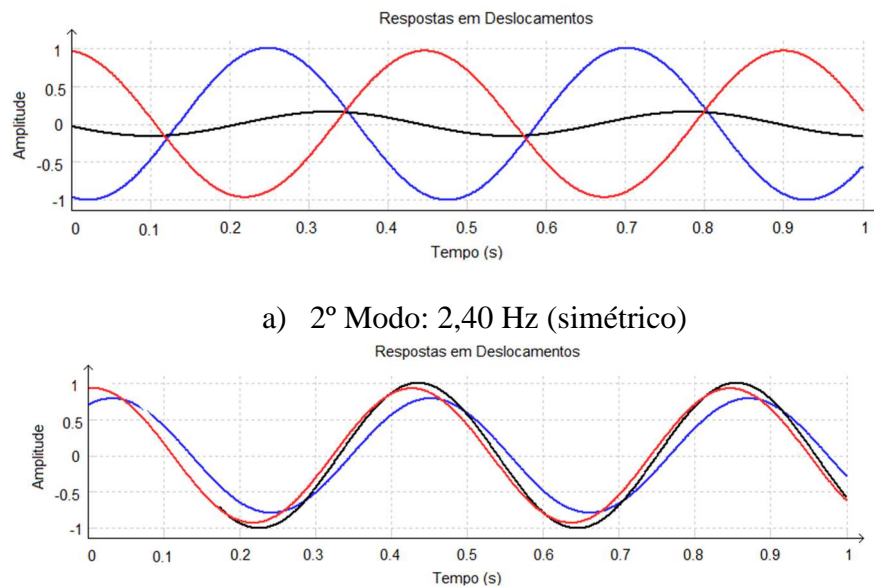 Respostas em Deslocamentos
1
0.5
0
-0.5
-1
Amplitude
0 0.1 0.2 0.3 0.4 0.5 0.6 0.7 0.8 0.9 1
Tempo (s)
a) 2º Modo: 2,40 Hz (simétrico)
Respostas em Deslocamentos
1
0.5
0
-0.5
-1
Amplitude
0 0.1 0.2 0.3 0.4 0.5 0.6 0.7 0.8 0.9 1
Tempo (s)